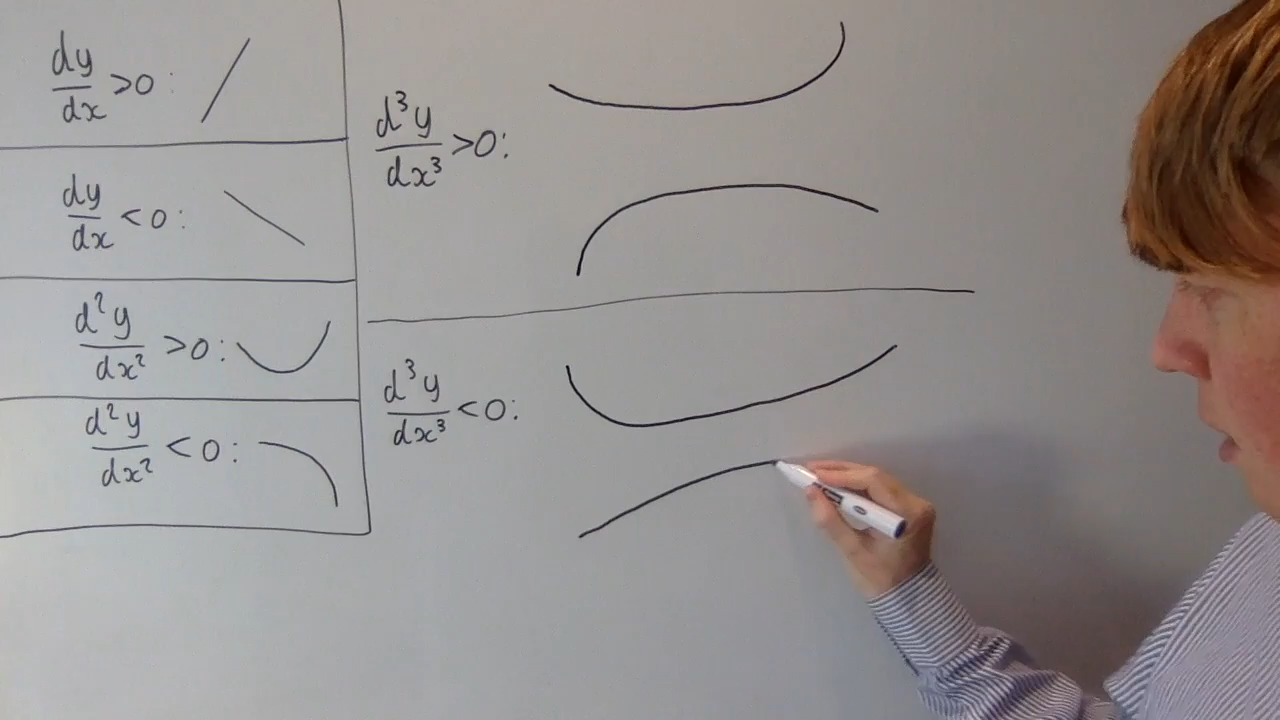 dy/dx >0:
dy/dx <0:
d²y/dx² >0:
d²y/dx² <0:
d³y/dx³ >0:
d³y/dx³ <0: